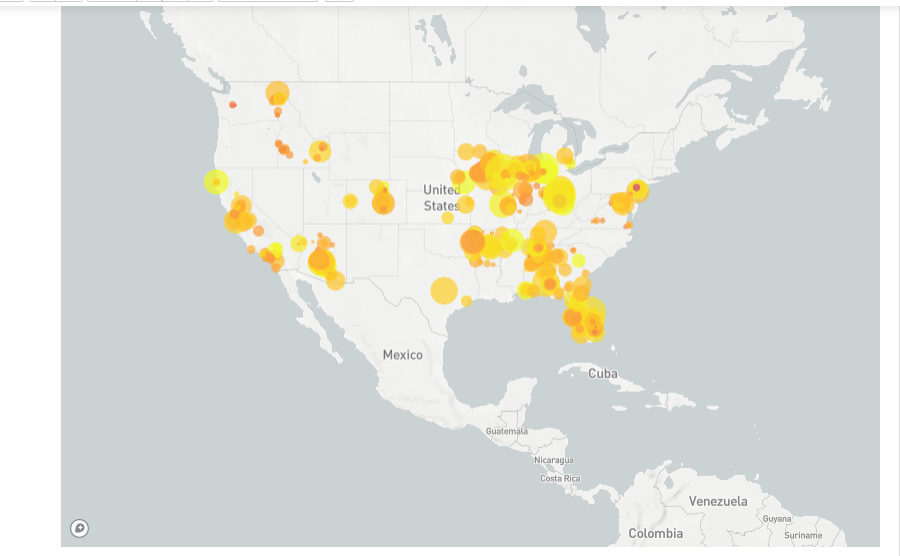 United
States
Mexico
Cuba
Guatemala
Nicaragua
Costa Rica
Venezuela
Guyana
Colombia
Suriname